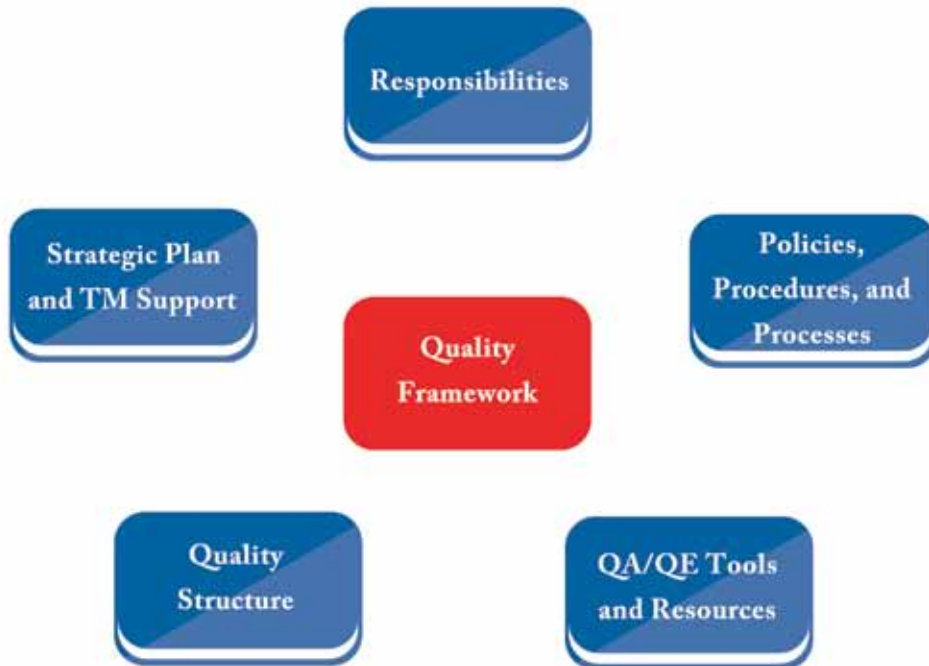 Responsibilities
Strategic Plan
and TM Support
Policies,
Procedures, and
Processes
Quality
Framework
Quality
Structure
QA/QE Tools
and Resources